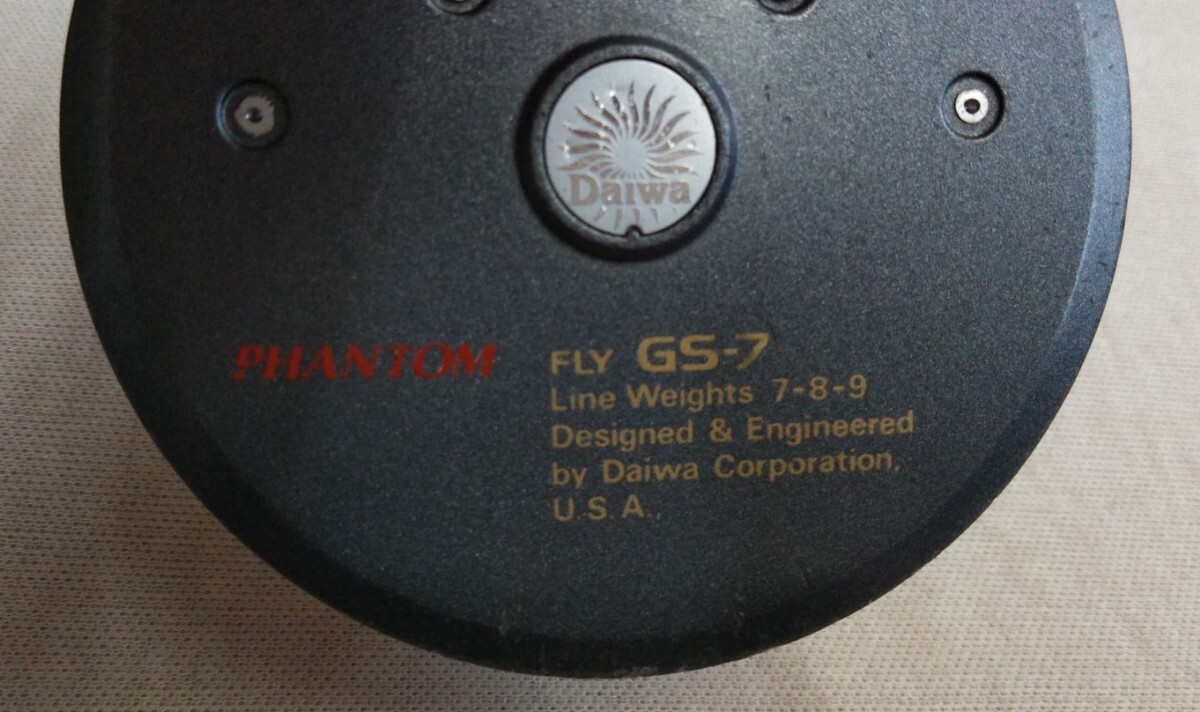 Daiwa
PHANTOM FLY GS-7
Line Weights 7-8-9
Designed & Engineered
by Daiwa Corporation,
U.S.A.,